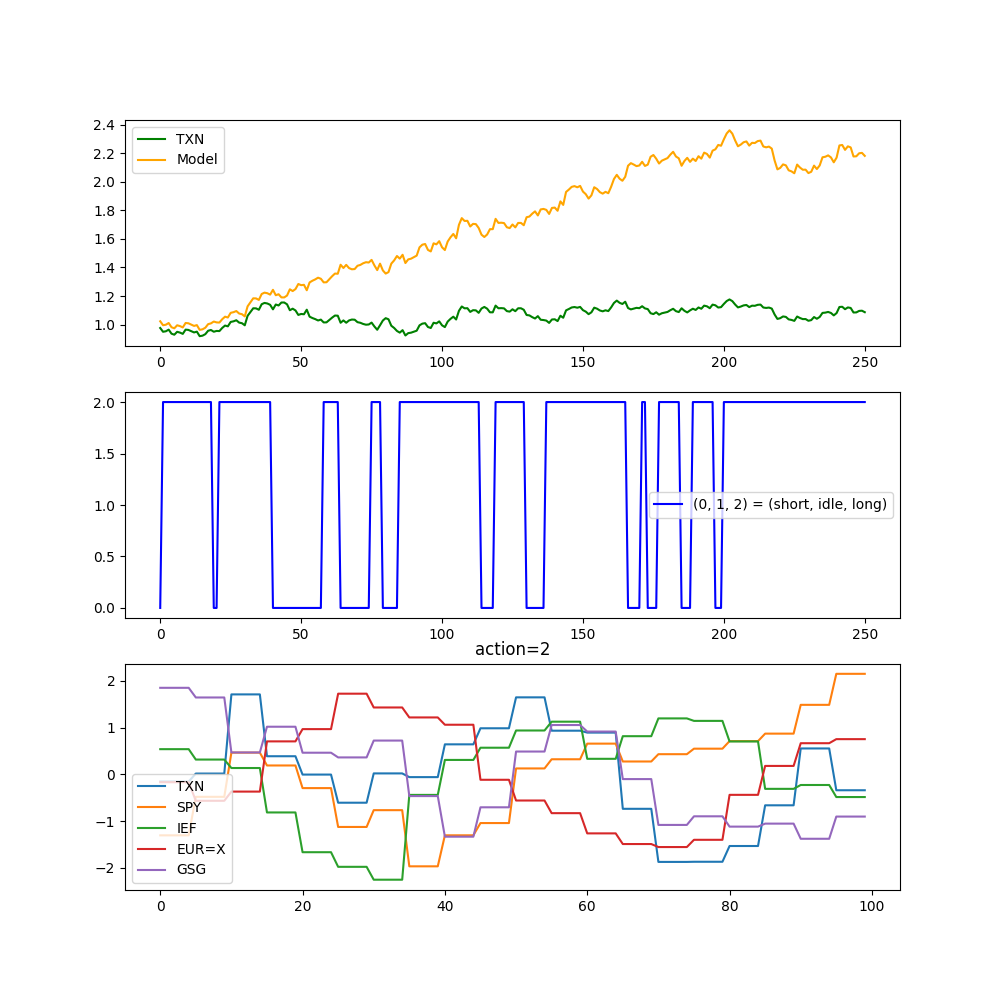 2.4
2.2
2.0
1.8
1.6
1.4
1.2
1.0
TXN
Model
0 50 100 150 200 250
2.0
1.5
1.0
0.5
0.0
(0, 1, 2) = (short, idle, long)
0 50 100 150 200 250
action=2
2
1
0
−1
−2
TXN
SPY
IEF
EUR=X
GSG
0 20 40 60 80 100